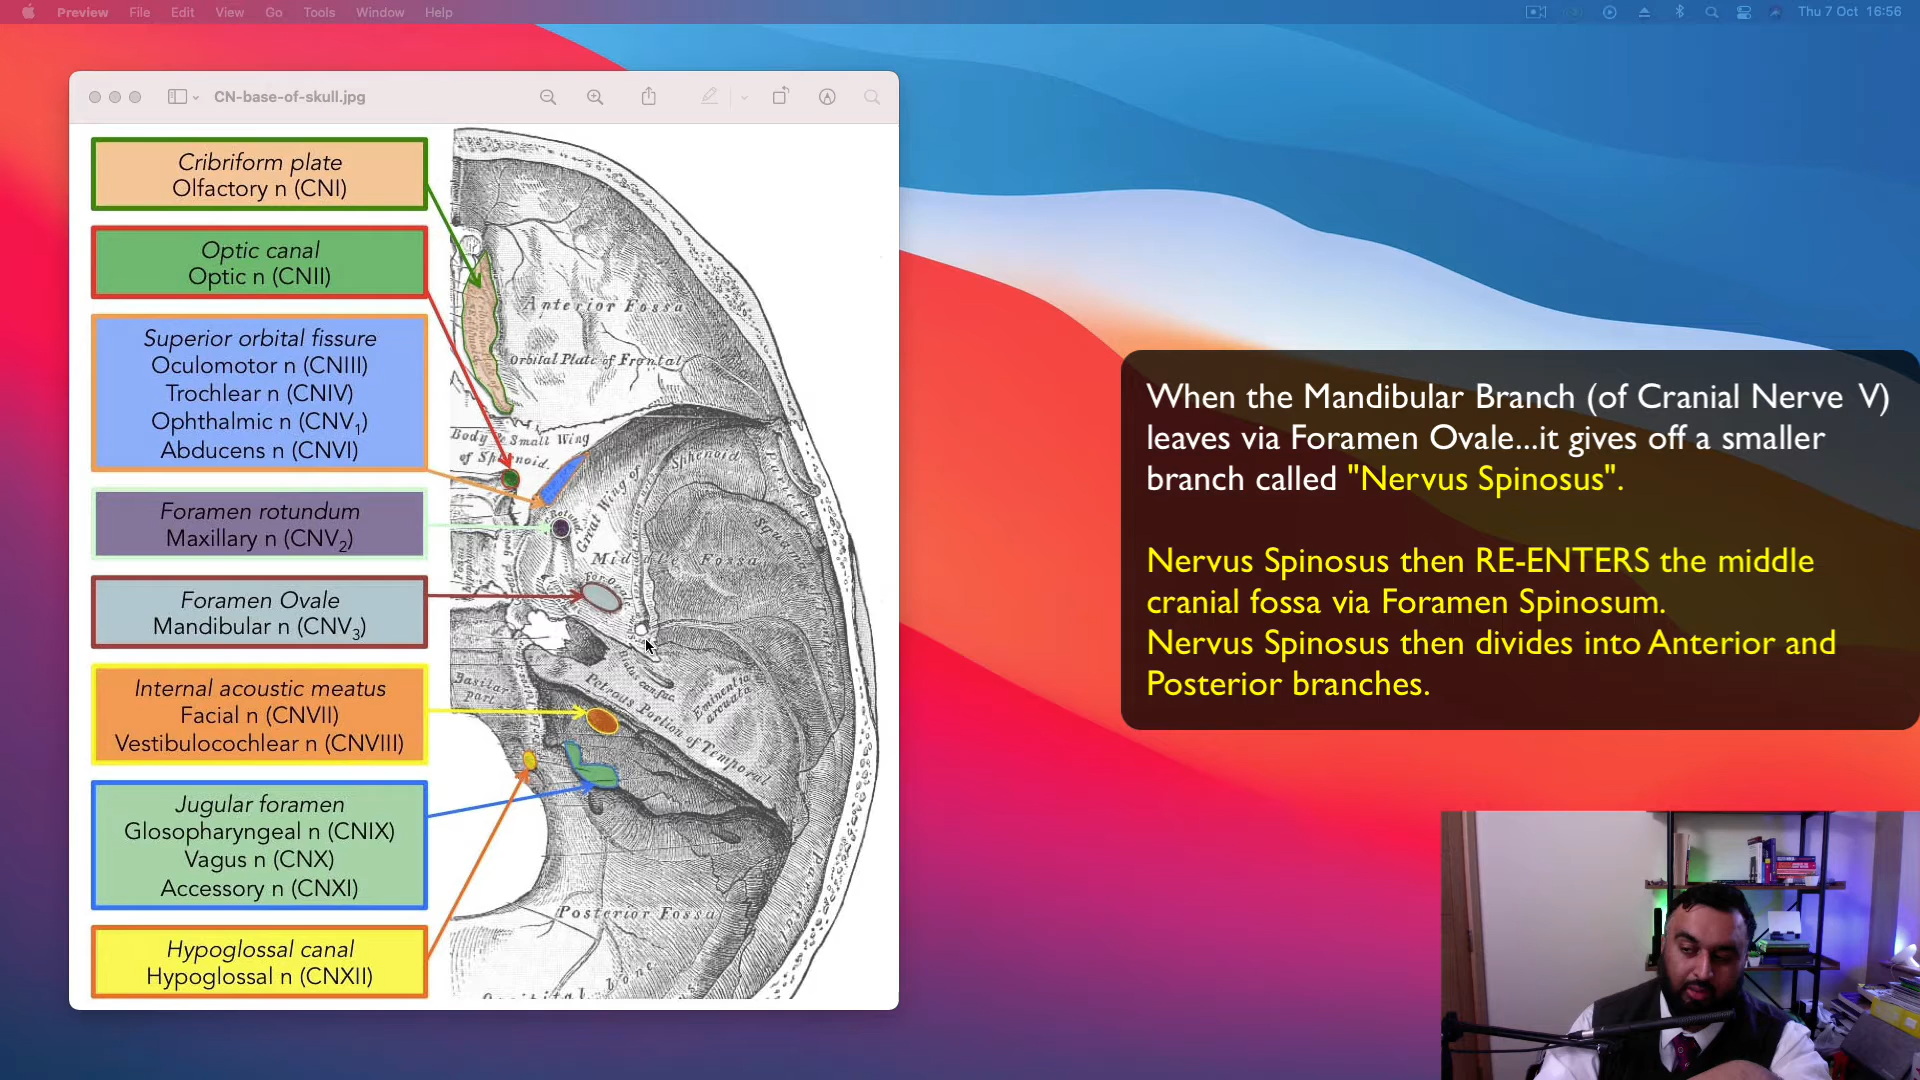 Preview File Edit View Go Tools Window Help
Thu 7 Oct 16:56
CN-base-of-skull.jpg
Cribriform plate
Olfactory n (CNI)
Optic canal
Optic n (CNII)
Superior orbital fissure
Oculomotor n (CNIII)
Trochlear n (CNIV)
Ophthalmic n (CNV₁)
Abducens n (CNVI)
Foramen rotundum
Maxillary n (CNV₂)
Foramen Ovale
Mandibular n (CNV₃)
Internal acoustic meatus
Facial n (CNVII)
Vestibulocochlear n (CNVIII)
Jugular foramen
Glosopharyngeal n (CNIX)
Vagus n (CNX)
Accessory n (CNXI)
Hypoglossal canal
Hypoglossal n (CNXII)
Anterior Fossa
Orbital Plate of Frontal
Body & Small Wing
of Sphenoid.
Great Wing of
Sphenoid
Middle Fossa
Basilar
part
Petrous Portion of Temporal
Eminentia
arcuata
Posterior Fossa
When the Mandibular Branch (of Cranial Nerve V)
leaves via Foramen Ovale...it gives off a smaller
branch called "Nervus Spinosus".
Nervus Spinosus then RE-ENTERS the middle
cranial fossa via Foramen Spinosum.
Nervus Spinosus then divides into Anterior and
Posterior branches.